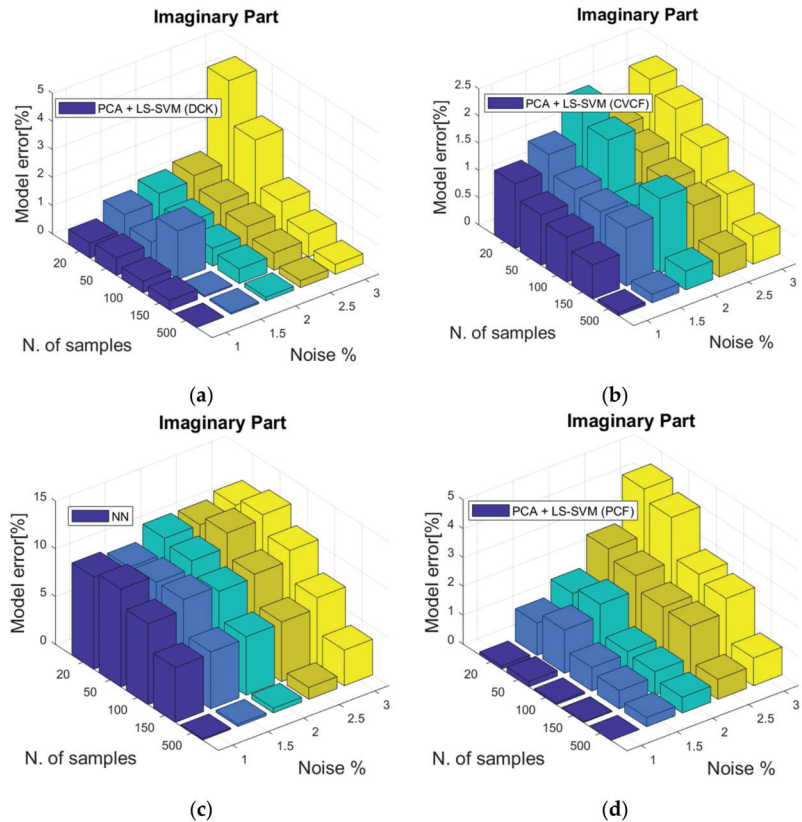 Imaginary Part
Model error[%]
5
4
3
2
1
0
PCA + LS-SVM (DCK)
20
50
100
150
500
N. of samples
1
1.5
2
2.5
3
Noise %
(a)
Imaginary Part
Model error[%]
2.5
2
1.5
1
0.5
0
PCA + LS-SVM (CVCF)
20
50
100
150
500
N. of samples
1
1.5
2
2.5
3
Noise %
(b)
Imaginary Part
Model error[%]
15
10
5
0
NN
20
50
100
150
500
N. of samples
1
1.5
2
2.5
3
Noise %
(c)
Imaginary Part
Model error[%]
5
4
3
2
1
0
PCA + LS-SVM (PCF)
20
50
100
150
500
N. of samples
1
1.5
2
2.5
3
Noise %
(d)